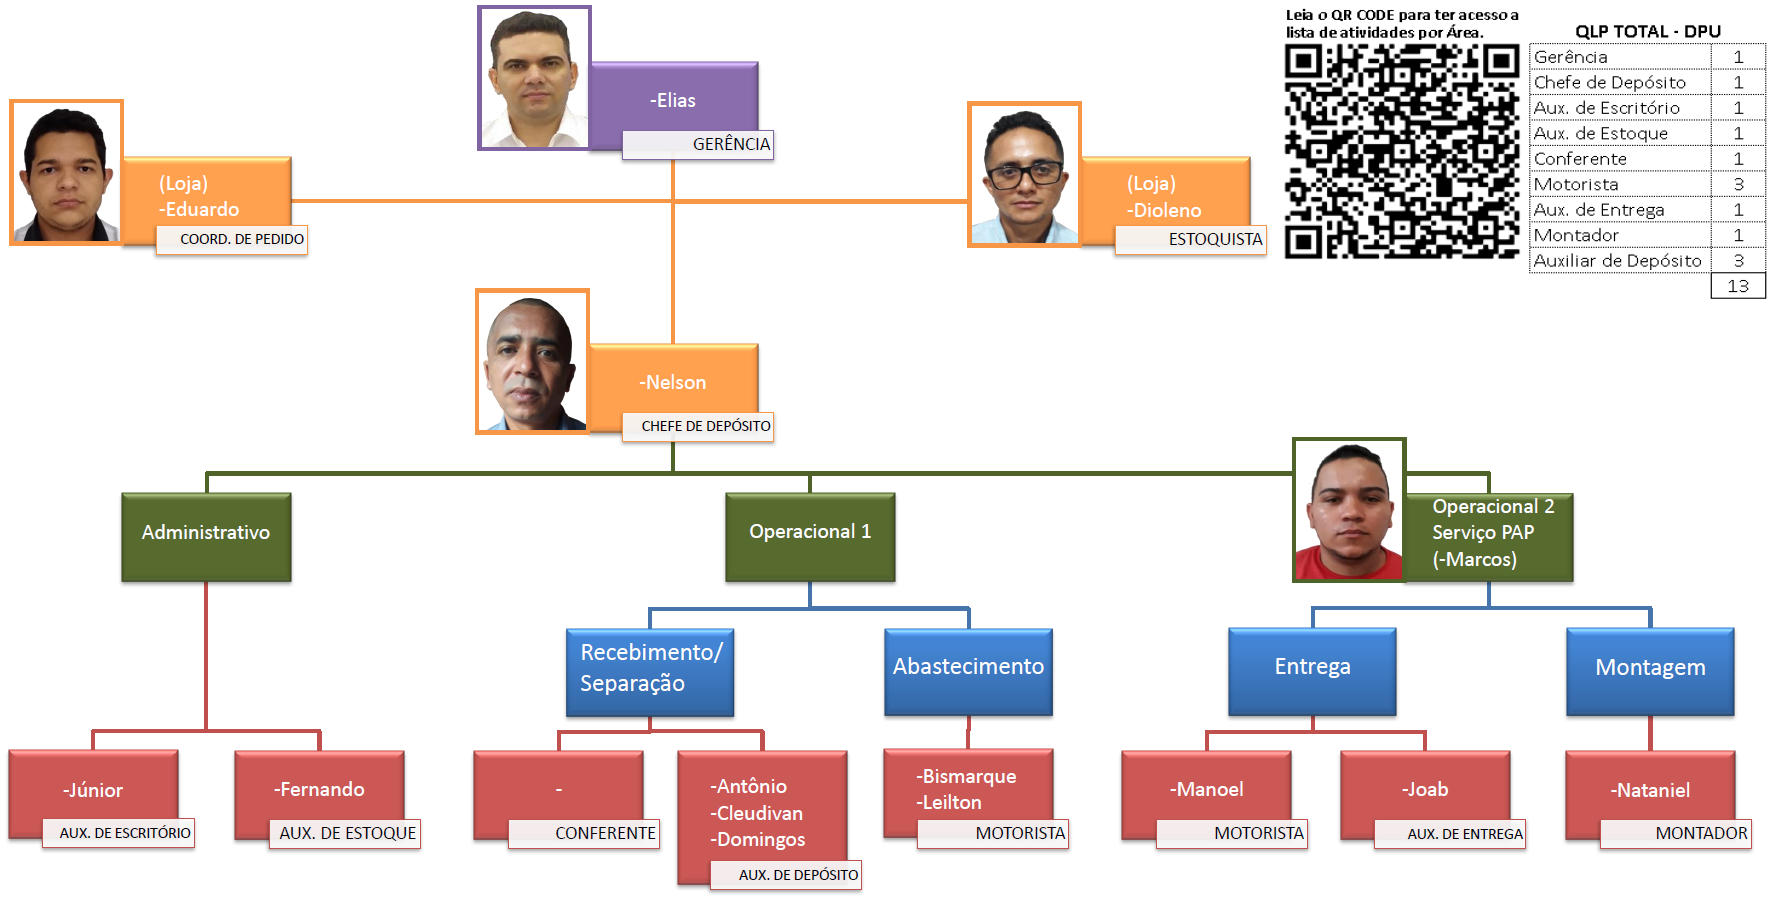 Leia o QR CODE para ter acesso a
lista de atividades por Área.
QLP TOTAL - DPU
Gerência 1
Chefe de Depósito 1
Aux. de Escritório 1
Aux. de Estoque 1
Conferente 1
Motorista 3
Aux. de Entrega 1
Montador 1
Auxiliar de Depósito 3
13
-Elias
GERÊNCIA
(Loja)
-Eduardo
COORD. DE PEDIDO
(Loja)
-Dioleno
ESTOQUISTA
-Nelson
CHEFE DE DEPÓSITO
Administrativo
Operacional 1
Operacional 2
Serviço PAP
(-Marcos)
Recebimento/
Separação
Abastecimento
Entrega
Montagem
-Júnior
AUX. DE ESCRITÓRIO
-Fernando
AUX. DE ESTOQUE
-
CONFERENTE
-Antônio
-Cleudivan
-Domingos
AUX. DE DEPÓSITO
-Bismarque
-Leilton
MOTORISTA
-Manoel
MOTORISTA
-Joab
AUX. DE ENTREGA
-Nataniel
MONTADOR